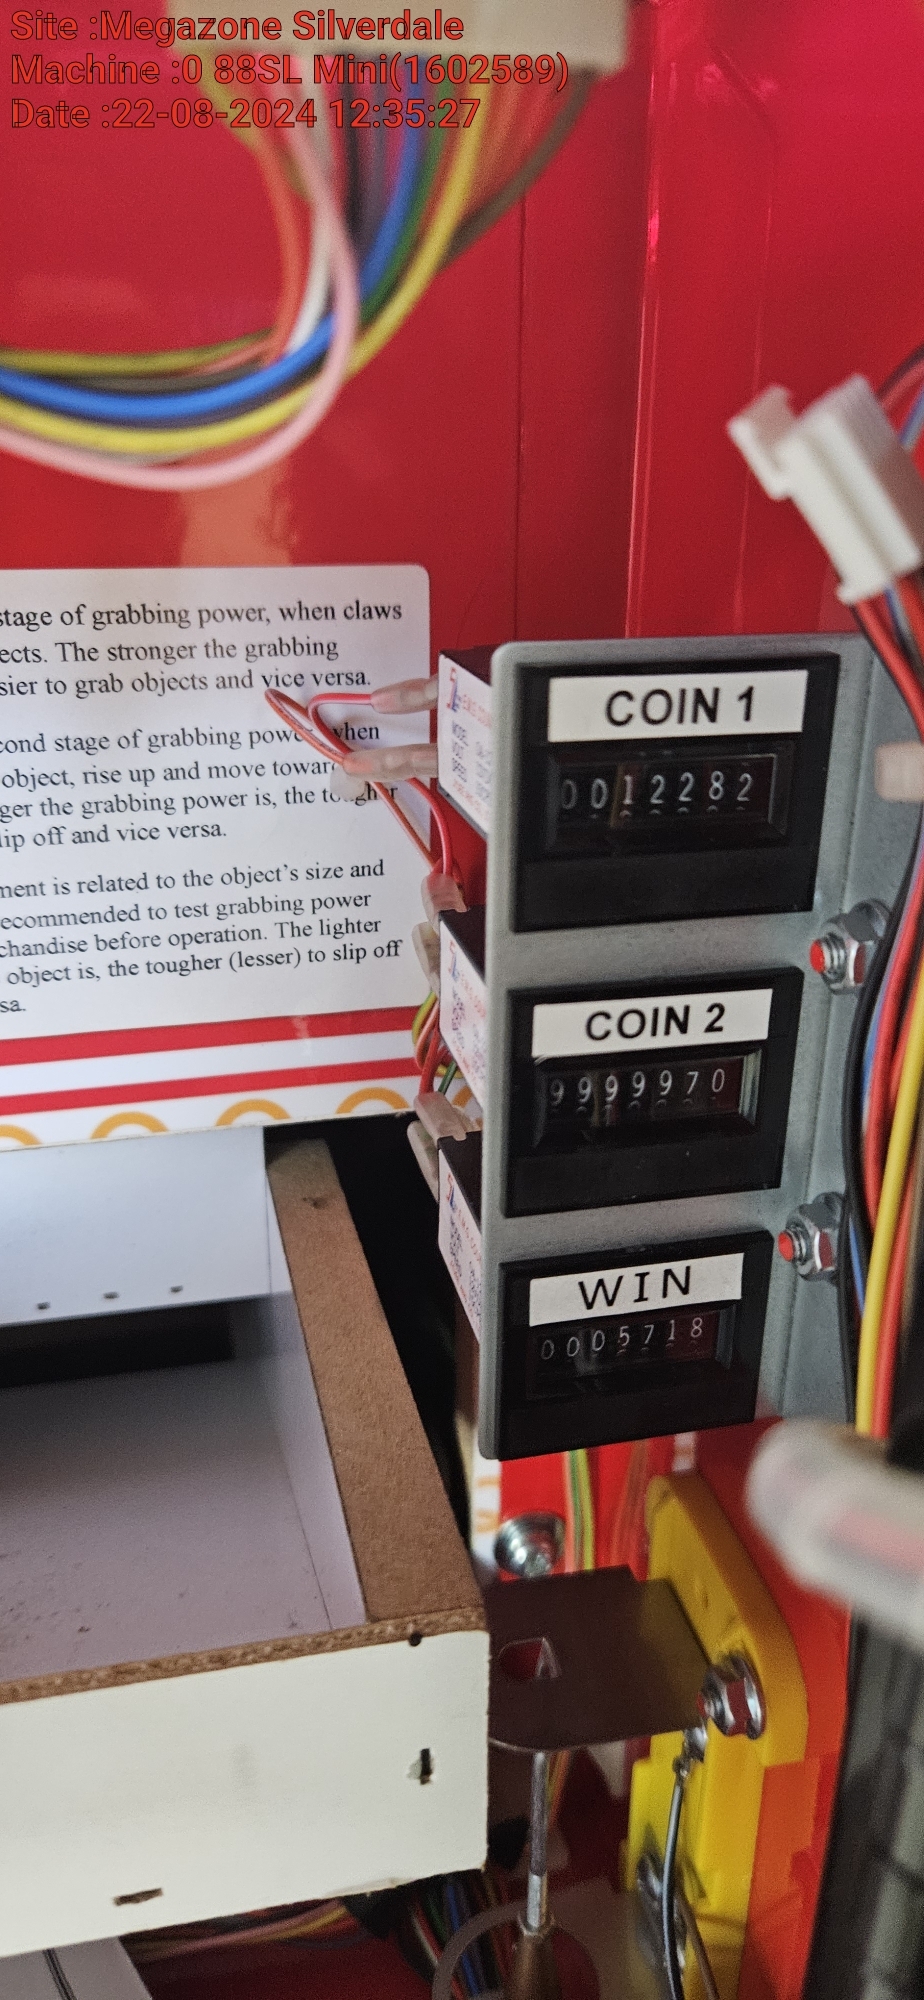 Site :Megazone Silverdale
Machine :0 88SL Mini(1602589)
Date :22-08-2024 12:35:27
stage of grabbing power, when claws
ects. The stronger the grabbing
sier to grab objects and vice versa.
cond stage of grabbing power when
object, rise up and move towar
ger the grabbing power is, the tougher
lip off and vice versa.
ment is related to the object's size and
ecommended to test grabbing power
chandise before operation. The lighter
object is, the tougher (lesser) to slip off
sa.
COIN 1
0012282
COIN 2
9999970
WIN
0005718